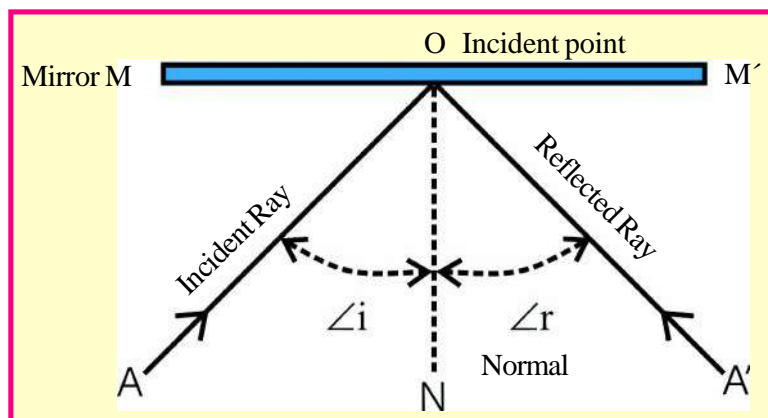 O Incident point
Mirror M
M´
Incident Ray
Reflected Ray
∠i
∠r
Normal
A
N
A'